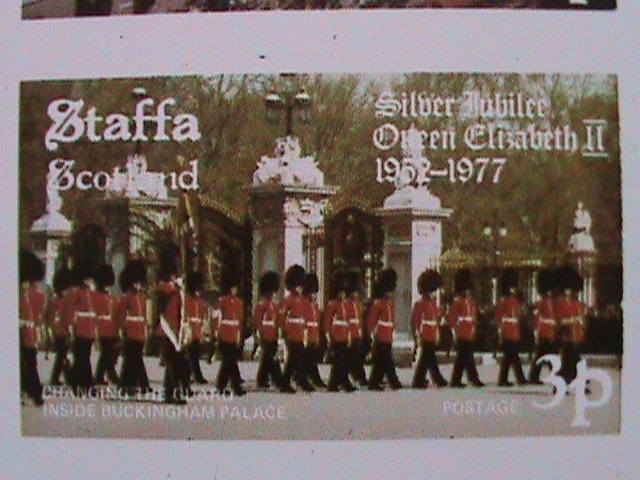 Staffa
Scotland
Silver Jubilee
Queen Elizabeth II
1952-1977
CHANGING THE GUARD
INSIDE BUCKINGHAM PALACE
POSTAGE 3p